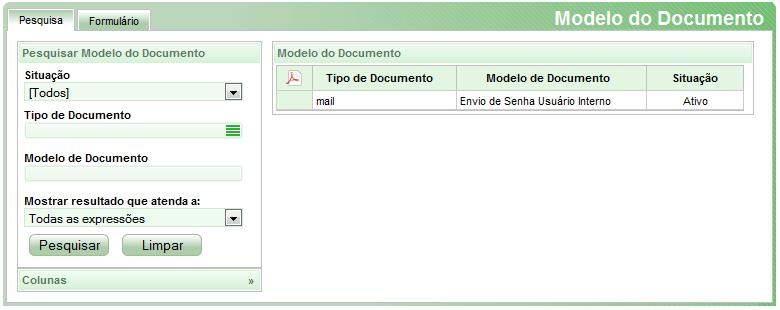 Pesquisa
Formulário
Modelo do Documento
Pesquisar Modelo do Documento
Situação
[Todos]
Tipo de Documento
Modelo de Documento
Mostrar resultado que atenda a:
Todas as expressões
Pesquisar Limpar
Colunas »
Modelo do Documento
Tipo de Documento Modelo de Documento Situação
mail Envio de Senha Usuário Interno Ativo